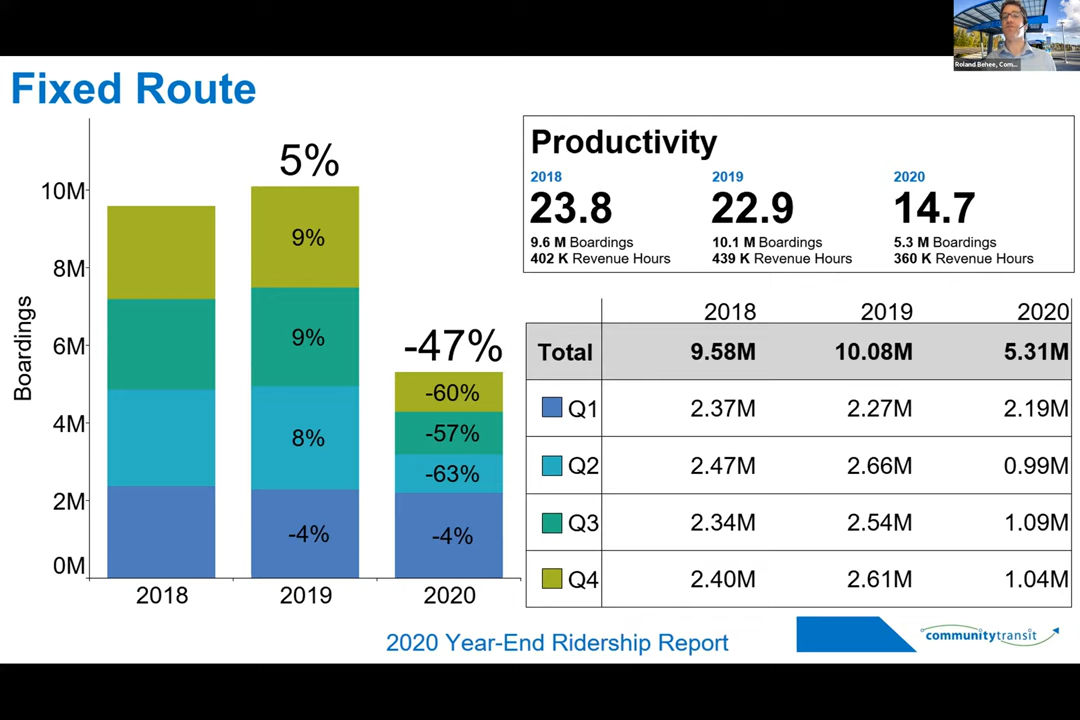 Roland Behee, Com...
Fixed Route
Boardings
10M
8M
6M
4M
2M
0M
5%
9%
9%
8%
-4%
-47%
-60%
-57%
-63%
-4%
2018 2019 2020
Productivity
2018 2019 2020
23.8 22.9 14.7
9.6 M Boardings 10.1 M Boardings 5.3 M Boardings
402 K Revenue Hours 439 K Revenue Hours 360 K Revenue Hours
2018 2019 2020
Total 9.58M 10.08M 5.31M
Q1 2.37M 2.27M 2.19M
Q2 2.47M 2.66M 0.99M
Q3 2.34M 2.54M 1.09M
Q4 2.40M 2.61M 1.04M
2020 Year-End Ridership Report
communitytransit